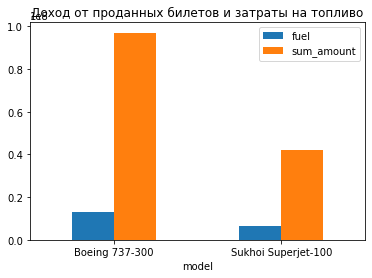 Доход от проданных билетов и затраты на топливо
1e8
1.0
0.8
0.6
0.4
0.2
0.0
fuel
sum_amount
Boeing 737-300
Sukhoi Superjet-100
model